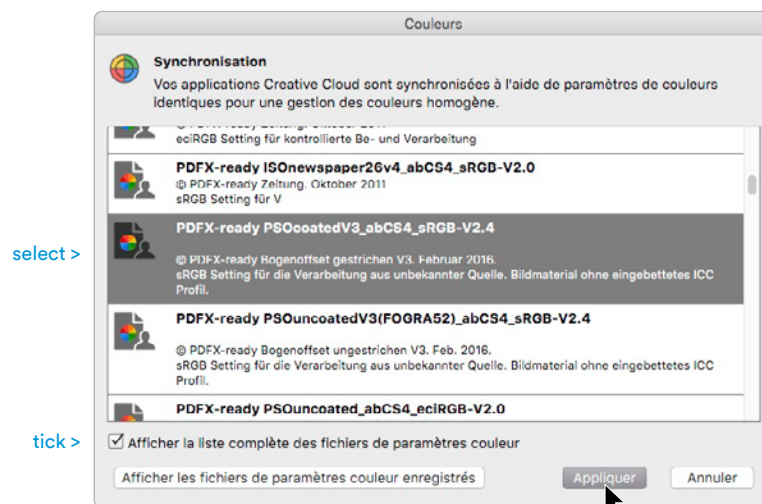 Couleurs
Synchronisation
Vos applications Creative Cloud sont synchronisées à l'aide de paramètres de couleurs
identiques pour une gestion des couleurs homogène.
© PDFX-ready Zeitung. Oktober 2011
eciRGB Setting für kontrollierte Be- und Verarbeitung
PDFX-ready ISOnewspaper26v4_abCS4_sRGB-V2.0
© PDFX-ready Zeitung. Oktober 2011
sRGB Setting für V
select >
PDFX-ready PSOcoatedV3_abCS4_sRGB-V2.4
© PDFX-ready Bogenoffset gestrichen V3. Februar 2016.
sRGB Setting für die Verarbeitung aus unbekannter Quelle. Bildmaterial ohne eingebettetes ICC
Profil.
PDFX-ready PSOuncoatedV3(FOGRA52)_abCS4_sRGB-V2.4
© PDFX-ready Bogenoffset ungestrichen V3. Feb. 2016.
sRGB Setting für die Verarbeitung aus unbekannter Quelle. Bildmaterial ohne eingebettetes ICC
Profil.
PDFX-ready PSOuncoated_abCS4_eciRGB-V2.0
tick > Afficher la liste complète des fichiers de paramètres couleur
Afficher les fichiers de paramètres couleur enregistrés Appliquer Annuler